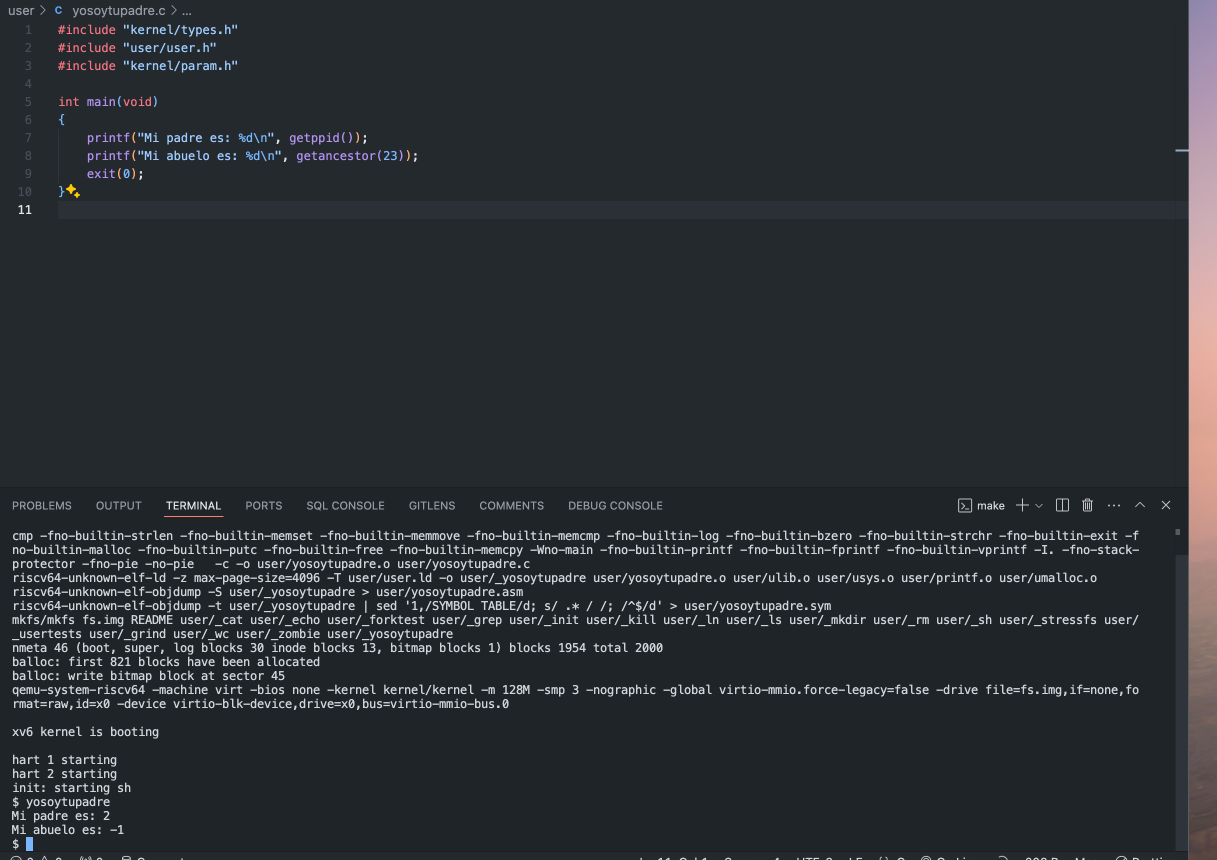 user > C yosoytupadre.c > ...
1 #include "kernel/types.h"
2 #include "user/user.h"
3 #include "kernel/param.h"
4
5 int main(void)
6 {
7 printf("Mi padre es: %d\n", getppid());
8 printf("Mi abuelo es: %d\n", getancestor(23));
9 exit(0);
10 }
11
PROBLEMS OUTPUT TERMINAL PORTS SQL CONSOLE GITLENS COMMENTS DEBUG CONSOLE make
cmp -fno-builtin-strlen -fno-builtin-memset -fno-builtin-memmove -fno-builtin-memcmp -fno-builtin-log -fno-builtin-bzero -fno-builtin-strchr -fno-builtin-exit -f
no-builtin-malloc -fno-builtin-putc -fno-builtin-free -fno-builtin-memcpy -Wno-main -fno-builtin-printf -fno-builtin-fprintf -fno-builtin-vprintf -I. -fno-stack-
protector -fno-pie -no-pie   -c -o user/yosoytupadre.o user/yosoytupadre.c
riscv64-unknown-elf-ld -z max-page-size=4096 -T user/user.ld -o user/_yosoytupadre user/yosoytupadre.o user/ulib.o user/usys.o user/printf.o user/umalloc.o
riscv64-unknown-elf-objdump -S user/_yosoytupadre > user/yosoytupadre.asm
riscv64-unknown-elf-objdump -t user/_yosoytupadre | sed '1,/SYMBOL TABLE/d; s/ .* / /; /^$/d' > user/yosoytupadre.sym
mkfs/mkfs fs.img README user/_cat user/_echo user/_forktest user/_grep user/_init user/_kill user/_ln user/_ls user/_mkdir user/_rm user/_sh user/_stressfs user/
_usertests user/_grind user/_wc user/_zombie user/_yosoytupadre
nmeta 46 (boot, super, log blocks 30 inode blocks 13, bitmap blocks 1) blocks 1954 total 2000
balloc: first 821 blocks have been allocated
balloc: write bitmap block at sector 45
qemu-system-riscv64 -machine virt -bios none -kernel kernel/kernel -m 128M -smp 3 -nographic -global virtio-mmio.force-legacy=false -drive file=fs.img,if=none,fo
rmat=raw,id=x0 -device virtio-blk-device,drive=x0,bus=virtio-mmio-bus.0
xv6 kernel is booting
hart 1 starting
hart 2 starting
init: starting sh
$ yosoytupadre
Mi padre es: 2
Mi abuelo es: -1
$